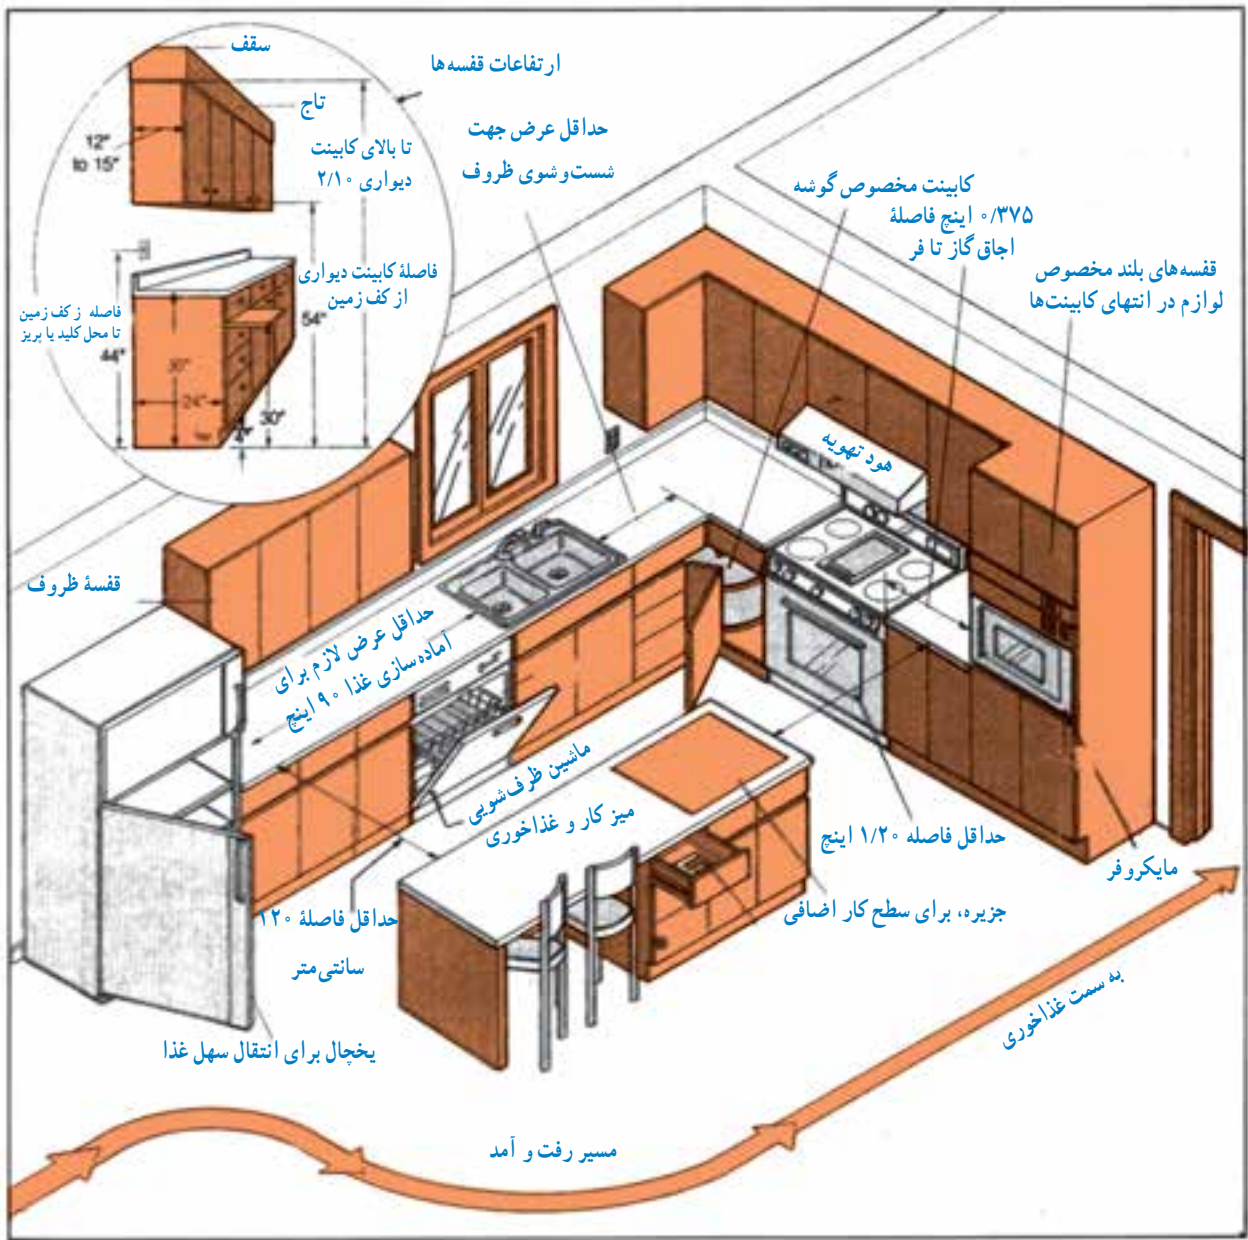 سقف
ارتفاعات قفسه‌ها
تاج
12"
to 15"
تا بالای کابینت
دیواری ۲/۱۰
حداقل عرض جهت
شست‌وشوی ظروف
کابینت مخصوص گوشه
۰/۳۷۵ اینچ فاصلهٔ
اجاق گاز تا فر
قفسه‌های بلند مخصوص
لوازم در انتهای کابینت‌ها
فاصلهٔ کابینت دیواری
از کف زمین
فاصله ز کف زمین
تا محل کلید یا پریز
54"
44"
24"
30"
هود تهویه
قفسهٔ ظروف
حداقل عرض لازم برای
آماده‌سازی غذا ۹۰ اینچ
ماشین ظرف‌شویی
میز کار و غذاخوری
حداقل فاصله ۱/۲۰ اینچ
مایکروفر
حداقل فاصلهٔ ۱۲۰
سانتی‌متر
جزیره، برای سطح کار اضافی
یخچال برای انتقال سهل غذا
به سمت غذاخوری
مسیر رفت و آمد